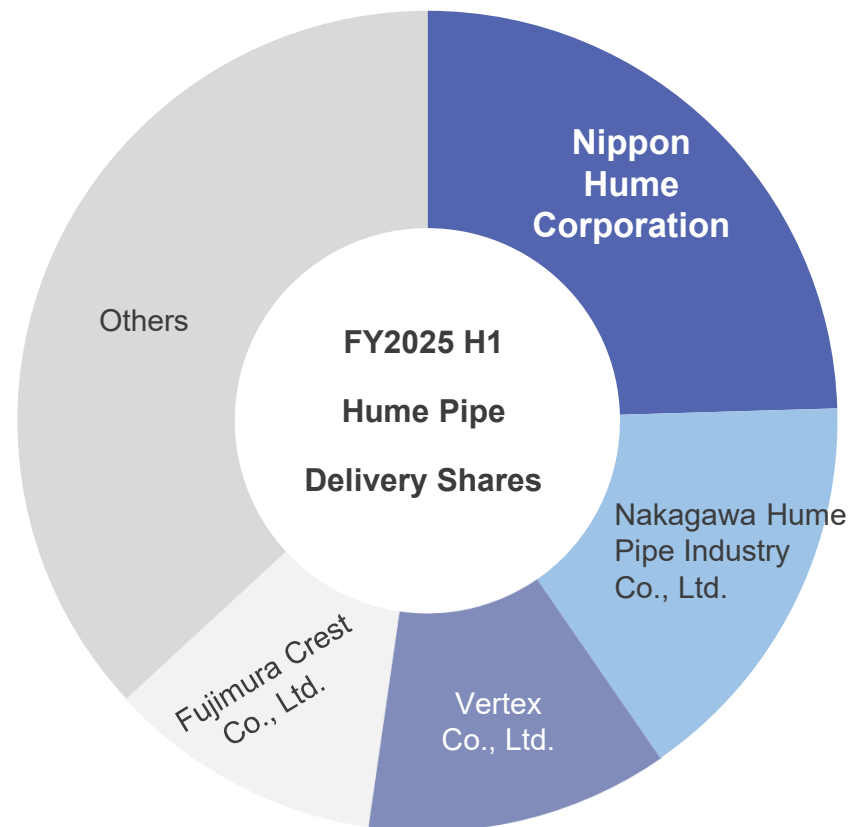 Nippon
Hume
Corporation
Others
FY2025 H1
Hume Pipe
Delivery Shares
Nakagawa Hume
Pipe Industry
Co., Ltd.
Fujimura Crest
Co., Ltd.
Vertex
Co., Ltd.